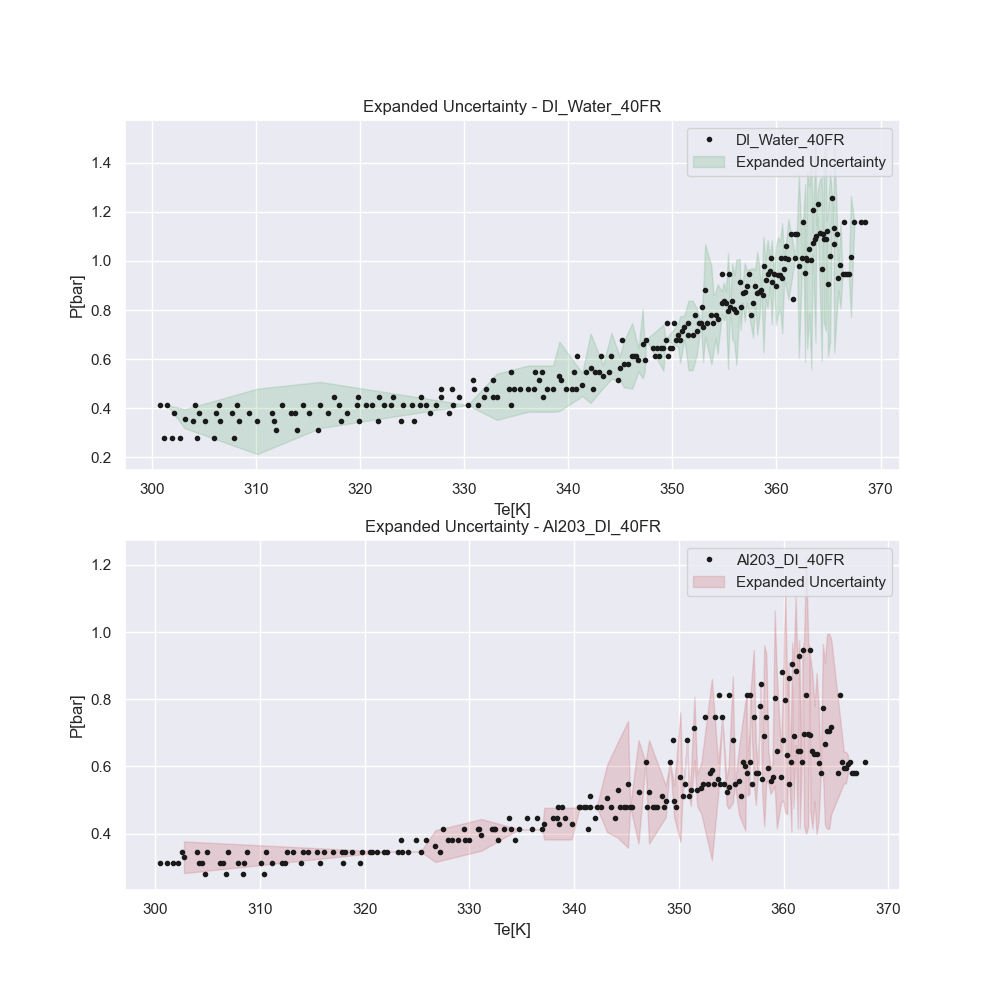 Expanded Uncertainty - DI_Water_40FR
DI_Water_40FR
Expanded Uncertainty
P[bar]
1.4
1.2
1.0
0.8
0.6
0.4
0.2
300 310 320 330 340 350 360 370
Te[K]
Expanded Uncertainty - Al203_DI_40FR
Al203_DI_40FR
Expanded Uncertainty
P[bar]
1.2
1.0
0.8
0.6
0.4
300 310 320 330 340 350 360 370
Te[K]